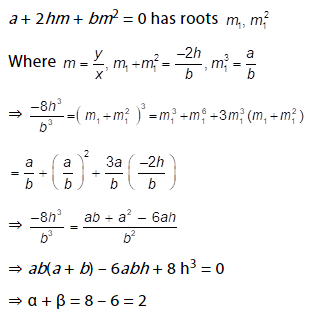 a + 2hm + bm² = 0 has roots m₁, m₁²
Where m = y/x, m₁ + m₁² = -2h/b, m₁³ = a/b
⇒ -8h³/b³ = (m₁ + m₁²)³ = m₁³ + m₁⁶ + 3m₁³(m₁ + m₁²)
= a/b + (a/b)² + 3a/b (-2h/b)
⇒ -8h³/b³ = (ab + a² − 6ah)/b²
⇒ ab(a + b) − 6abh + 8 h³ = 0
⇒ α + β = 8 − 6 = 2